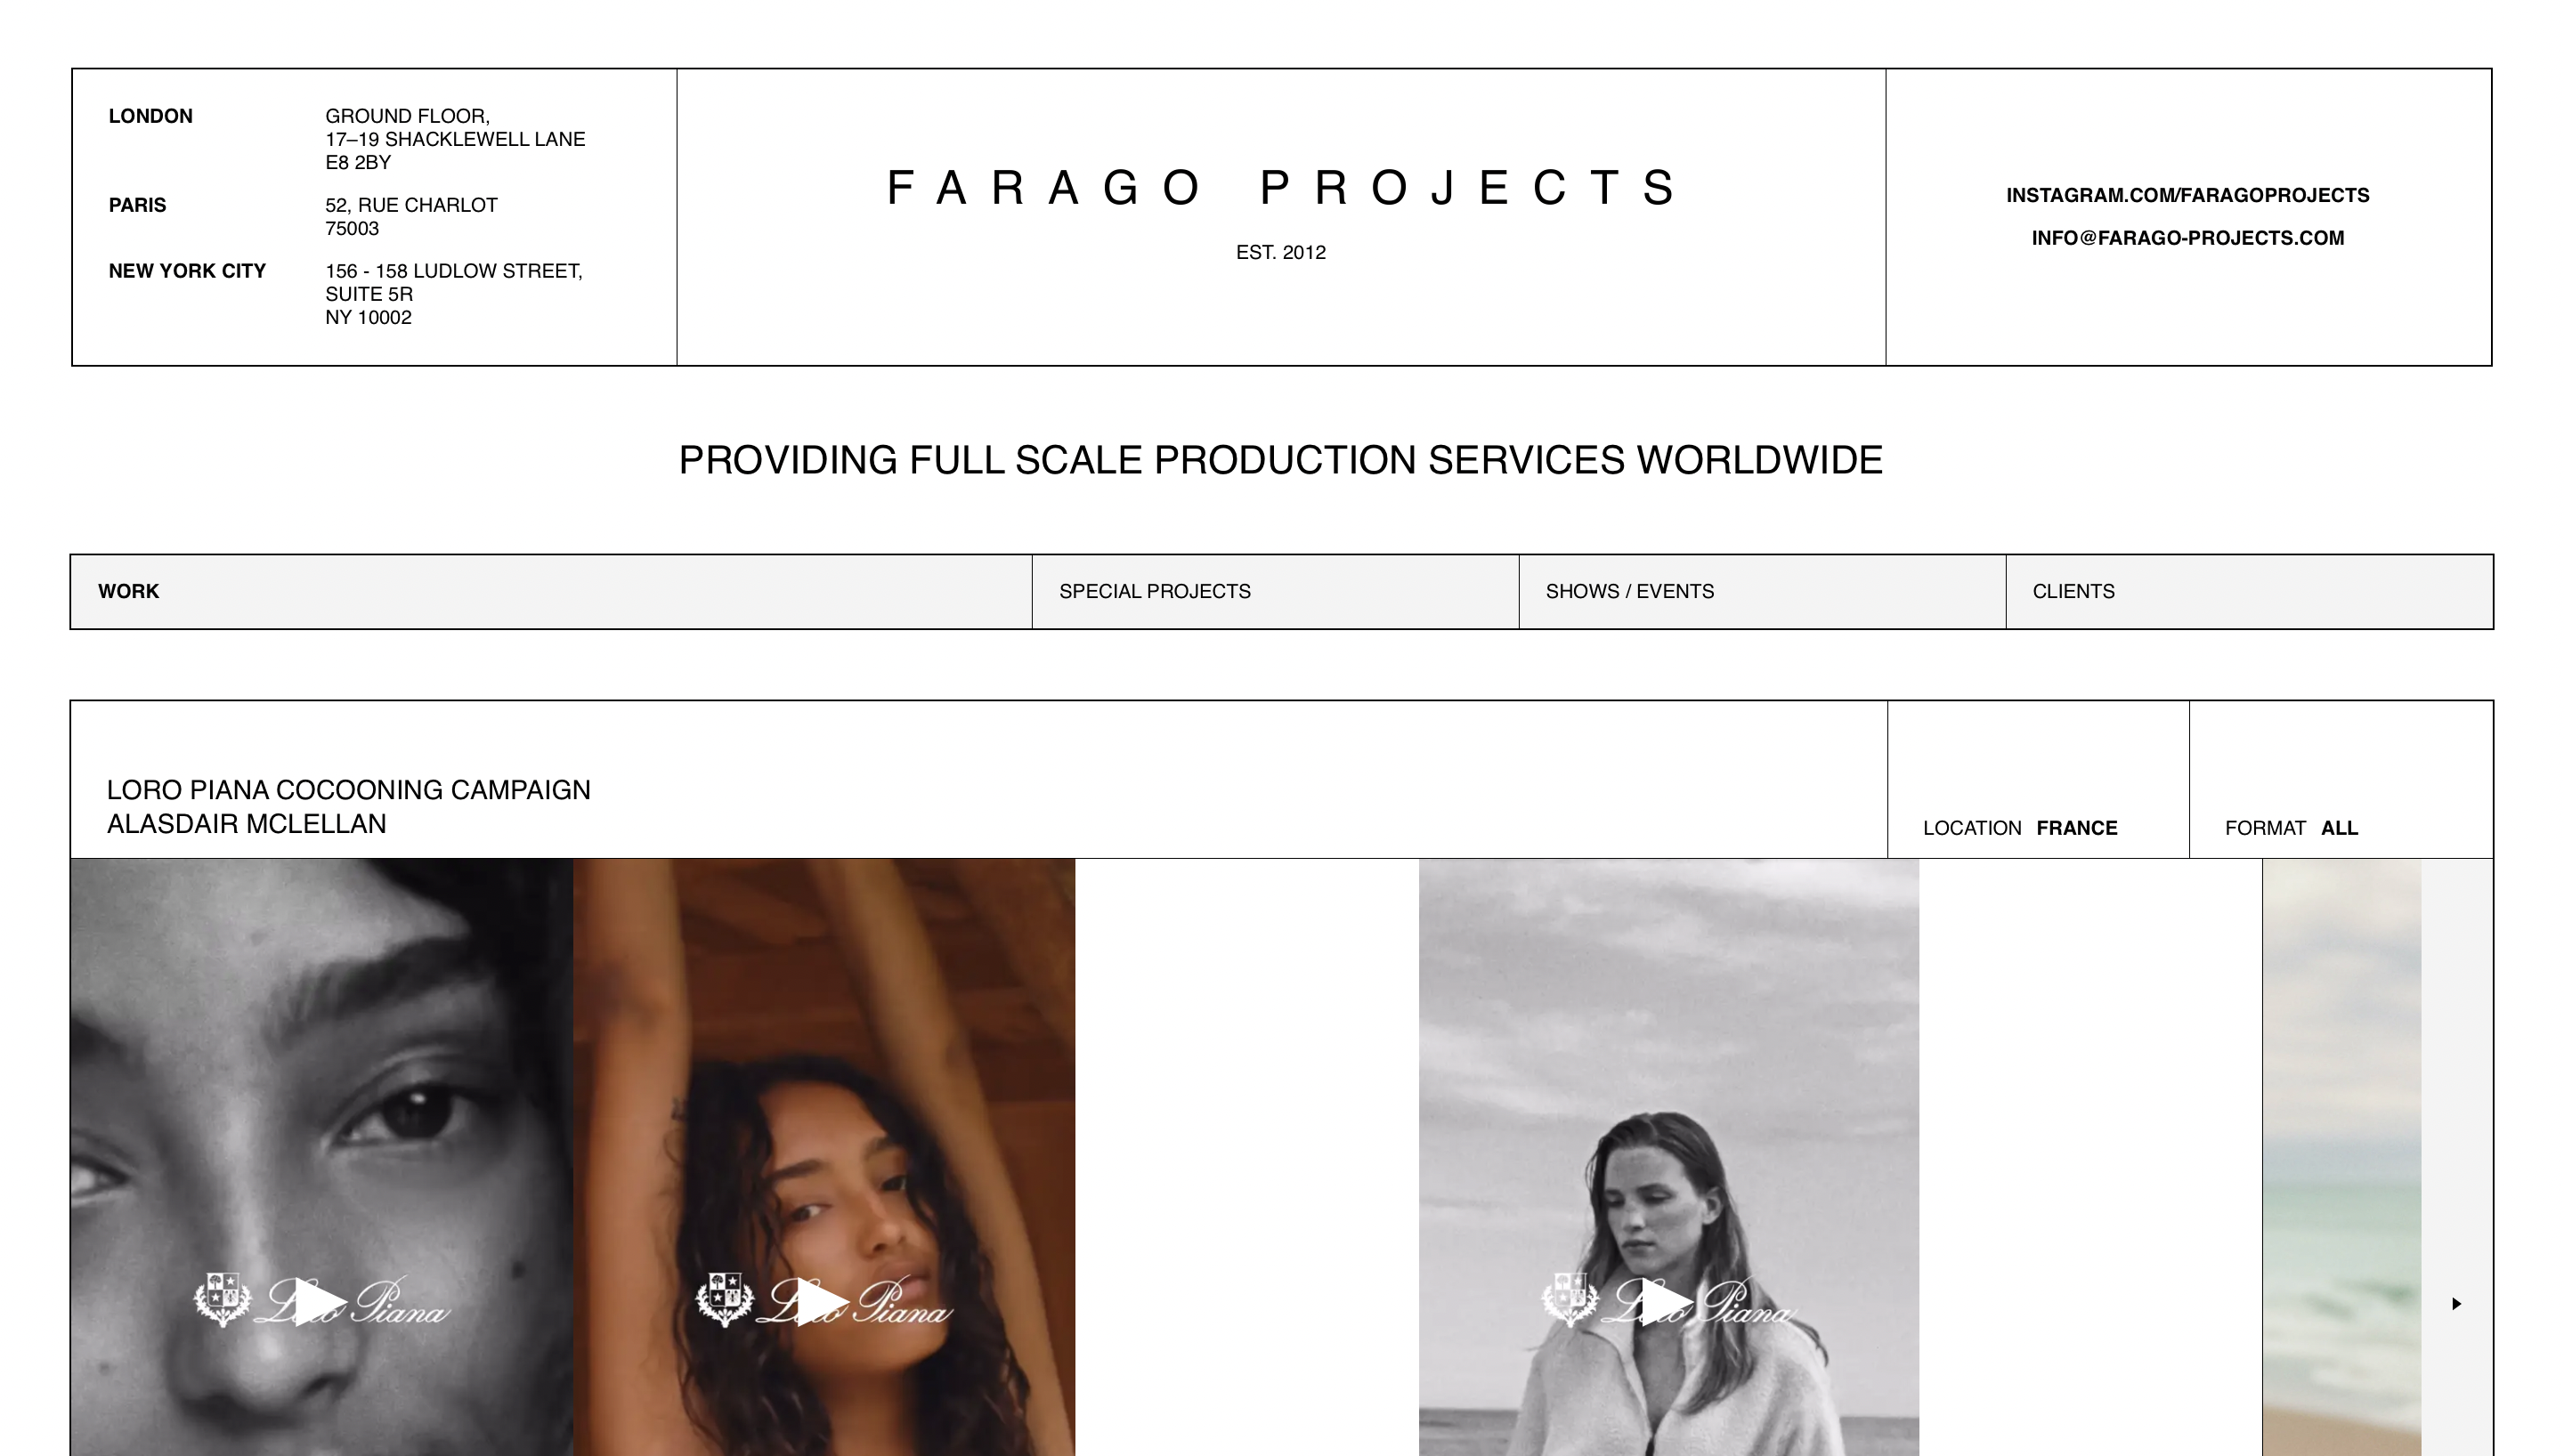 LONDON
GROUND FLOOR,
17–19 SHACKLEWELL LANE
E8 2BY
PARIS
52, RUE CHARLOT
75003
NEW YORK CITY
156 - 158 LUDLOW STREET,
SUITE 5R
NY 10002
FARAGO PROJECTS
EST. 2012
INSTAGRAM.COM/FARAGOPROJECTS
INFO@FARAGO-PROJECTS.COM
PROVIDING FULL SCALE PRODUCTION SERVICES WORLDWIDE
WORK
SPECIAL PROJECTS
SHOWS / EVENTS
CLIENTS
LORO PIANA COCOONING CAMPAIGN
ALASDAIR MCLELLAN
LOCATION FRANCE
FORMAT ALL
Loro Piana
Loro Piana
Loro Piana